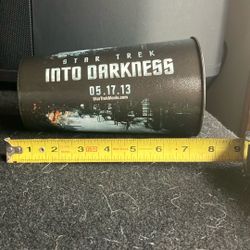 STAR TREK
INTO DARKNESS
05.17.13
StarTrekMovie.com
1 2 3 4 5 6 7 8 9